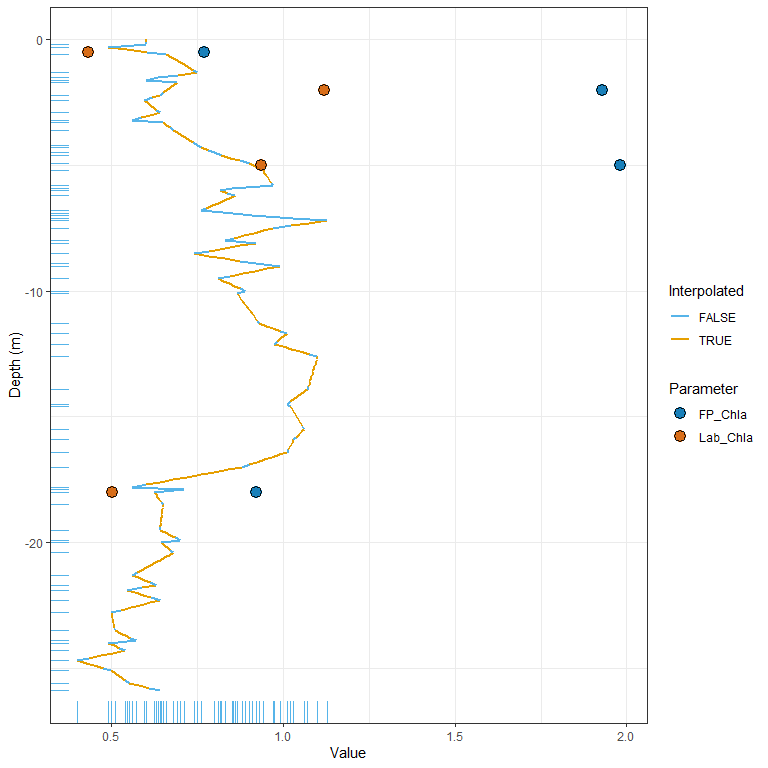 0
-10
-20
Depth (m)
0.5
1.0
1.5
2.0
Value
Interpolated
FALSE
TRUE
Parameter
FP_Chla
Lab_Chla